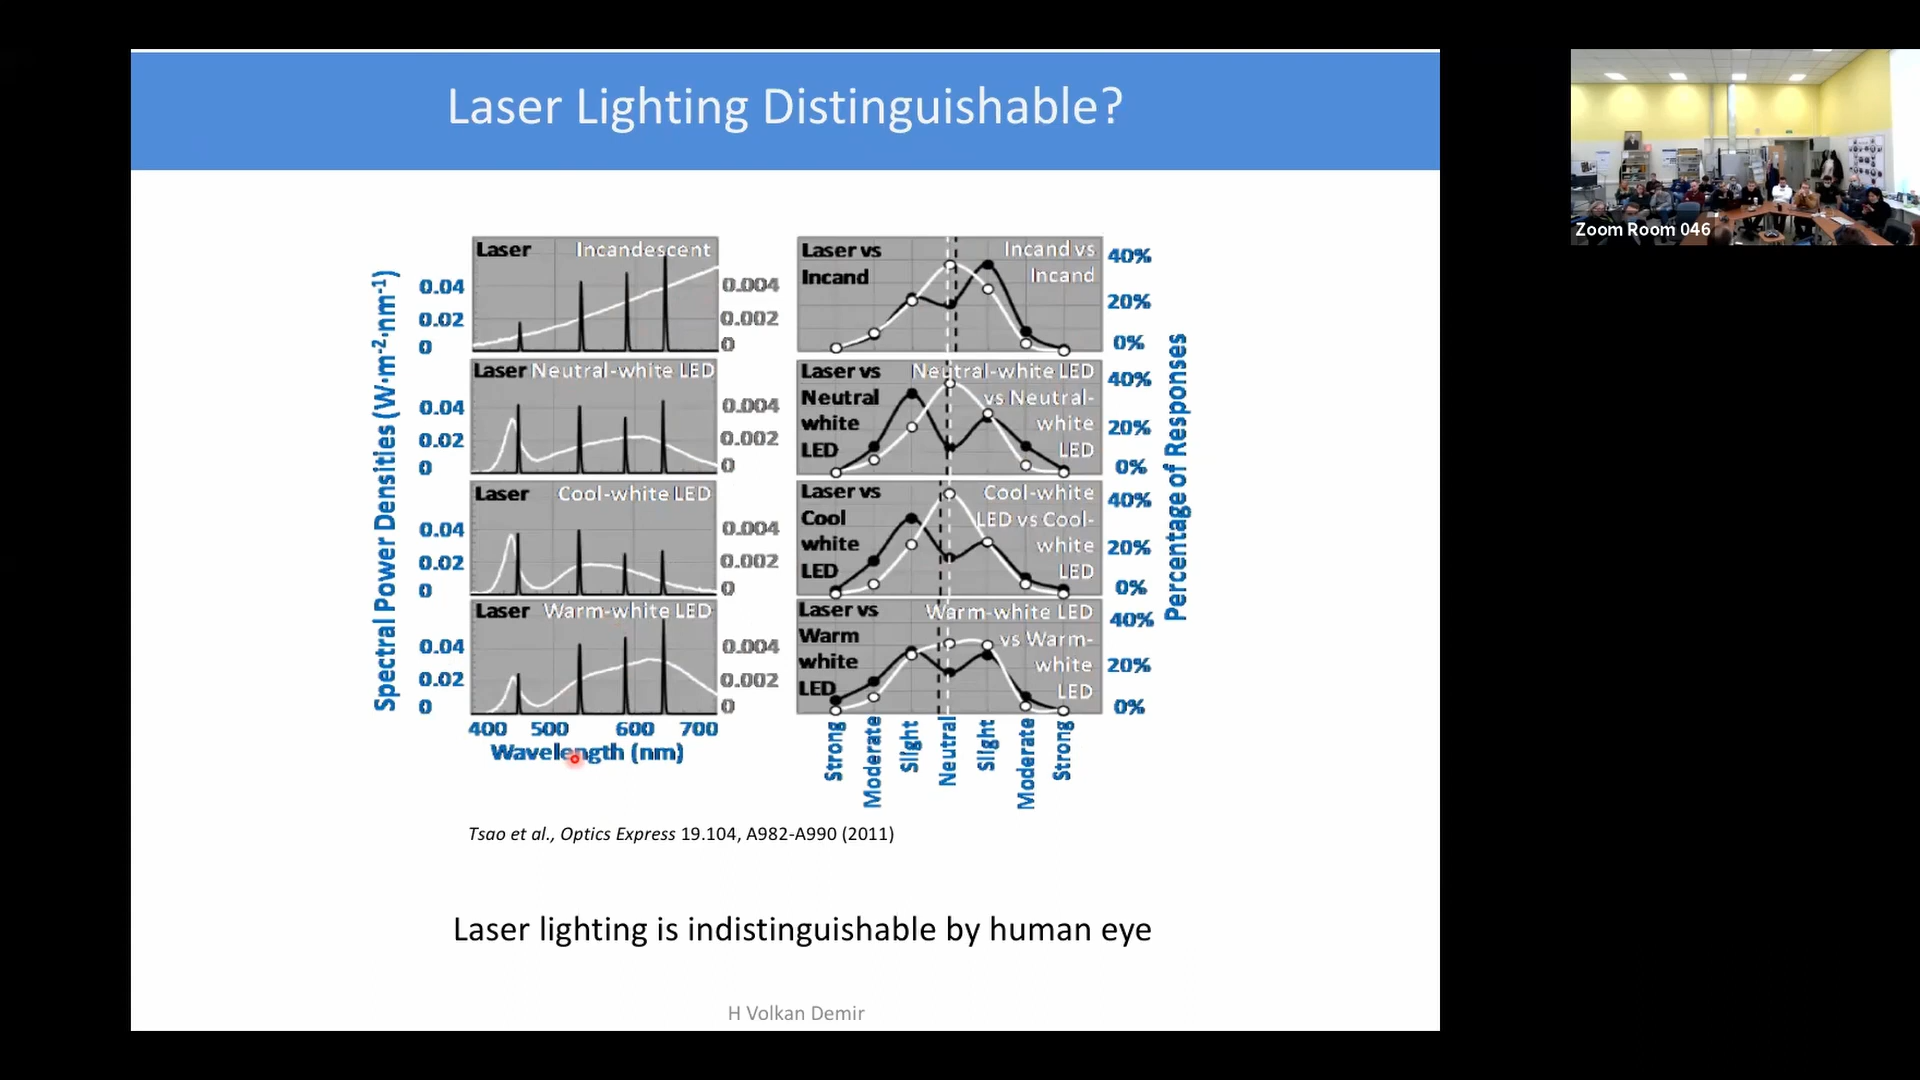 Laser Lighting Distinguishable?
Zoom Room 046
Spectral Power Densities (W·m⁻²·nm⁻¹)
Laser Incandescent
0.04
0.02
0
0.004
0.002
0
Laser Neutral-white LED
0.04
0.02
0
0.004
0.002
0
Laser Cool-white LED
0.04
0.02
0
0.004
0.002
0
Laser Warm-white LED
0.04
0.02
0
0.004
0.002
0
400 500 600 700
Wavelength (nm)
Laser vs
Incand
Incand vs
Incand
40%
20%
0%
Laser vs
Neutral
white
LED
Neutral-white LED
vs Neutral-
white
LED
40%
20%
0%
Laser vs
Cool
white
LED
Cool-white
LED vs Cool-
white
LED
40%
20%
0%
Laser vs
Warm
white
LED
Warm-white LED
vs Warm-
white
LED
40%
20%
0%
Percentage of Responses
Strong
Moderate
Slight
Neutral
Slight
Moderate
Strong
Tsao et al., Optics Express 19.104, A982-A990 (2011)
Laser lighting is indistinguishable by human eye
H Volkan Demir